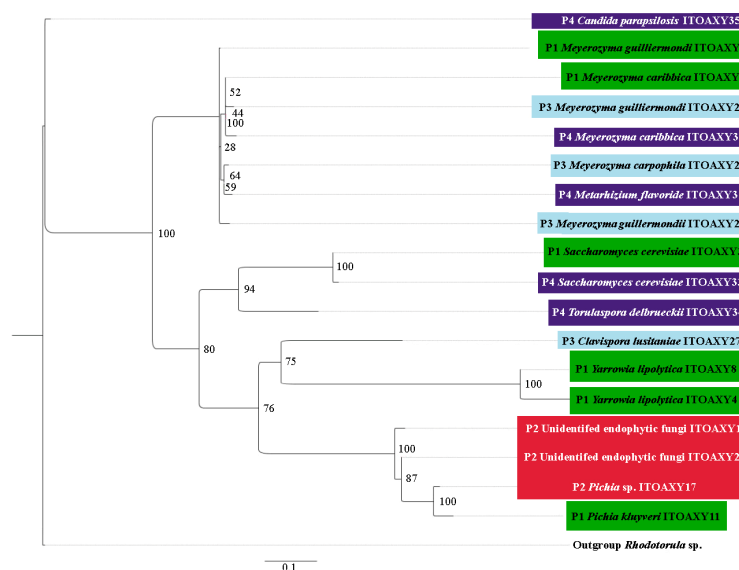 P4 Candida parapsilosis ITOAXY35
P1 Meyerozyma guilliermondi ITOAXY
P1 Meyerozyma caribbica ITOAXY
52
P3 Meyerozyma guilliermondi ITOAXY2
44
100
P4 Meyerozyma caribbica ITOAXY3
28
P3 Meyerozyma carpophila ITOAXY2
64
59
P4 Metarhizium flavoride ITOAXY3
P3 Meyerozyma guillermondii ITOAXY2
100
P1 Saccharomyces cerevisiae ITOAXY
100
P4 Saccharomyces cerevisiae ITOAXY32
94
P4 Torulaspora delbrueckii ITOAXY3
P3 Clavispora lusitaniae ITOAXY27
80
75
P1 Yarrowia lipolytica ITOAXY8
100
P1 Yarrowia lipolytica ITOAXY4
76
P2 Unidentifed endophytic fungi ITOAXY1
100
P2 Unidentifed endophytic fungi ITOAXY2
87
P2 Pichia sp. ITOAXY17
100
P1 Pichia kluyveri ITOAXY11
Outgroup Rhodotorula sp.
0.1